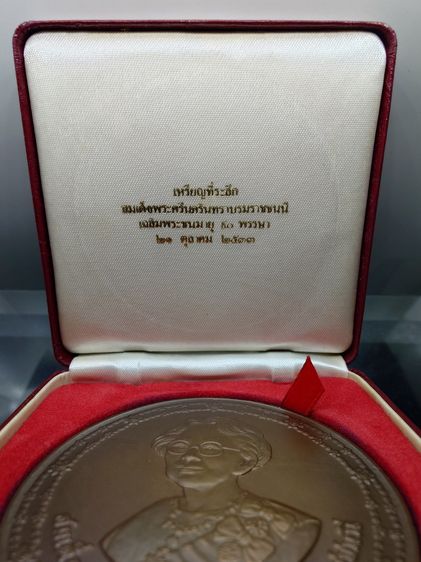 เหรียญที่ระลึก
สมเด็จพระศรีนครินทราบรมราชชนนี
เฉลิมพระชนมายุ ๙๐ พรรษา
๒๑ ตุลาคม ๒๕๓๓